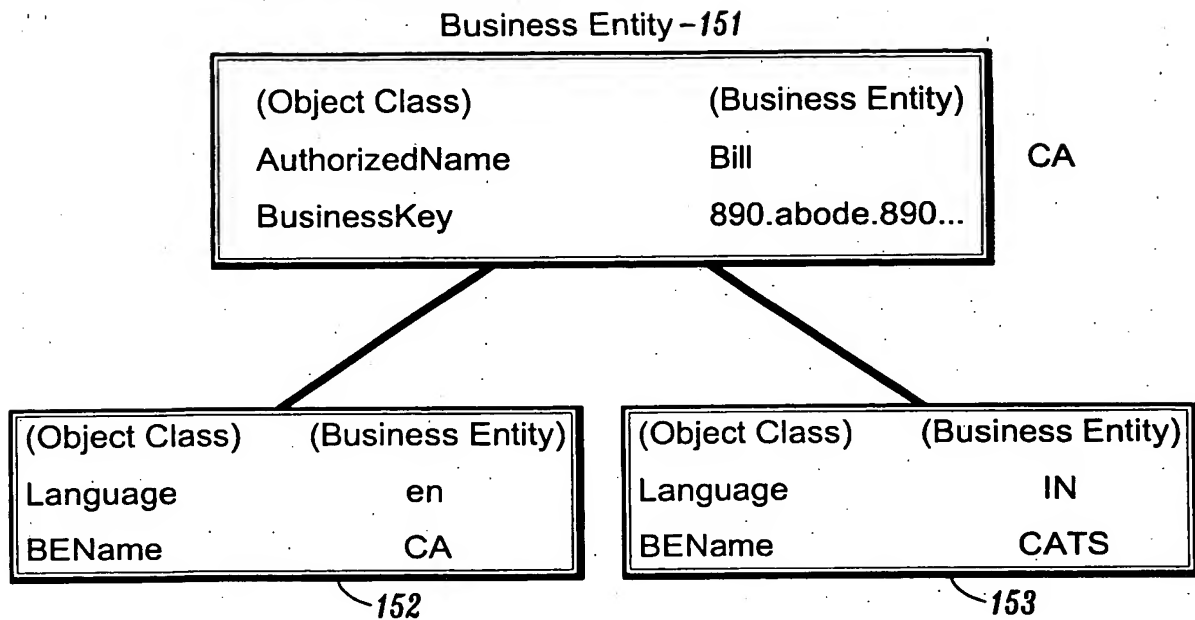 Business Entity-151
(Object Class) (Business Entity)
AuthorizedName Bill
CA
BusinessKey 890.abode.890...
(Object Class) (Business Entity)
Language en
BEName CA
152
(Object Class) (Business Entity)
Language IN
BEName CATS
153